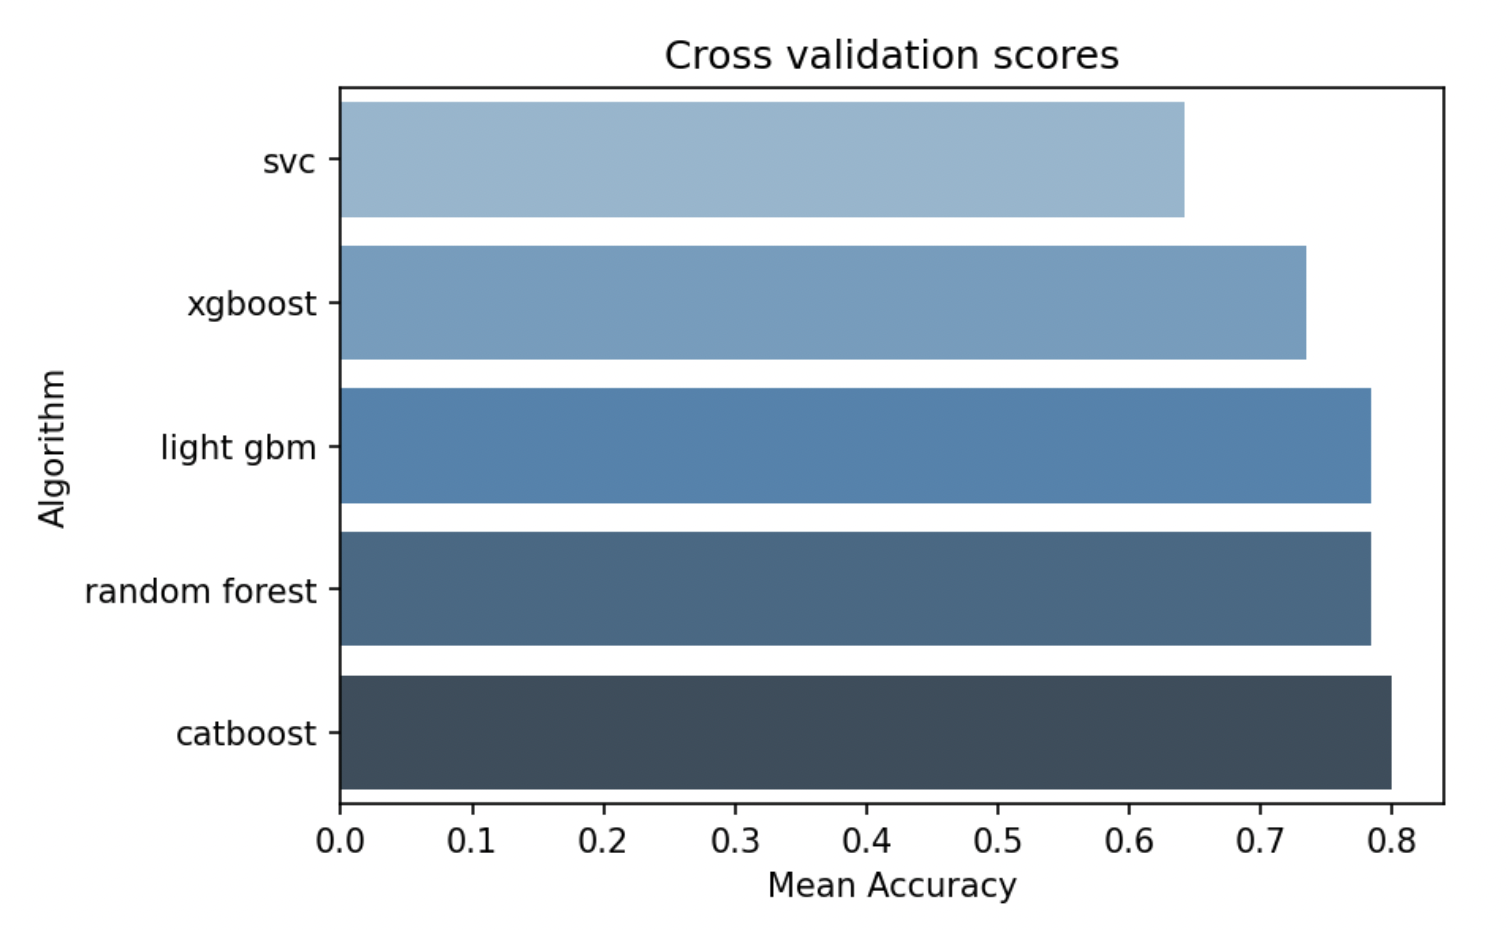 Cross validation scores
svc
xgboost
light gbm
random forest
catboost
Algorithm
0.0 0.1 0.2 0.3 0.4 0.5 0.6 0.7 0.8
Mean Accuracy